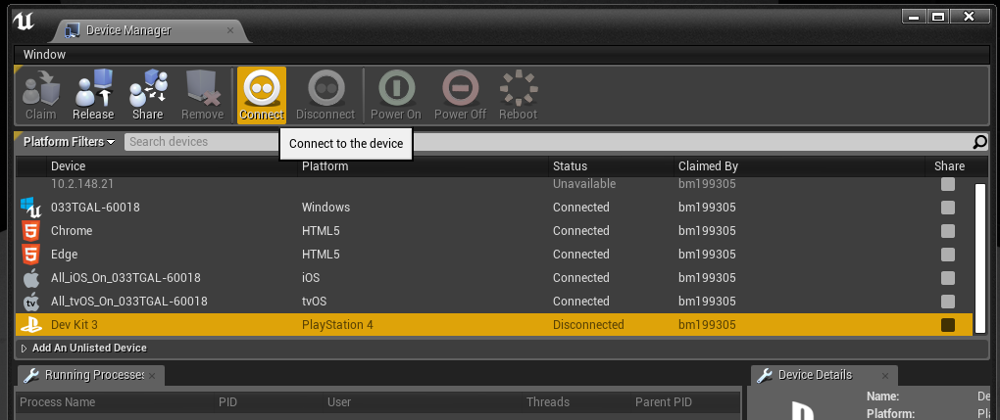 Device Manager
Window
Claim Release Share Remove Connect Disconnect Power On Power Off Reboot
Platform Filters Search devices
Connect to the device
Device Platform Status Claimed By Share
10.2.148.21 Unavailable bm199305
033TGAL-60018 Windows Connected bm199305
Chrome HTML5 Connected bm199305
Edge HTML5 Connected bm199305
All_iOS_On_033TGAL-60018 iOS Connected bm199305
All_tvOS_On_033TGAL-60018 tvOS Connected bm199305
Dev Kit 3 PlayStation 4 Disconnected bm199305
Add An Unlisted Device
Running Processes Device Details
Process Name PID User Threads Parent PID
Name: De
Platform: Pla